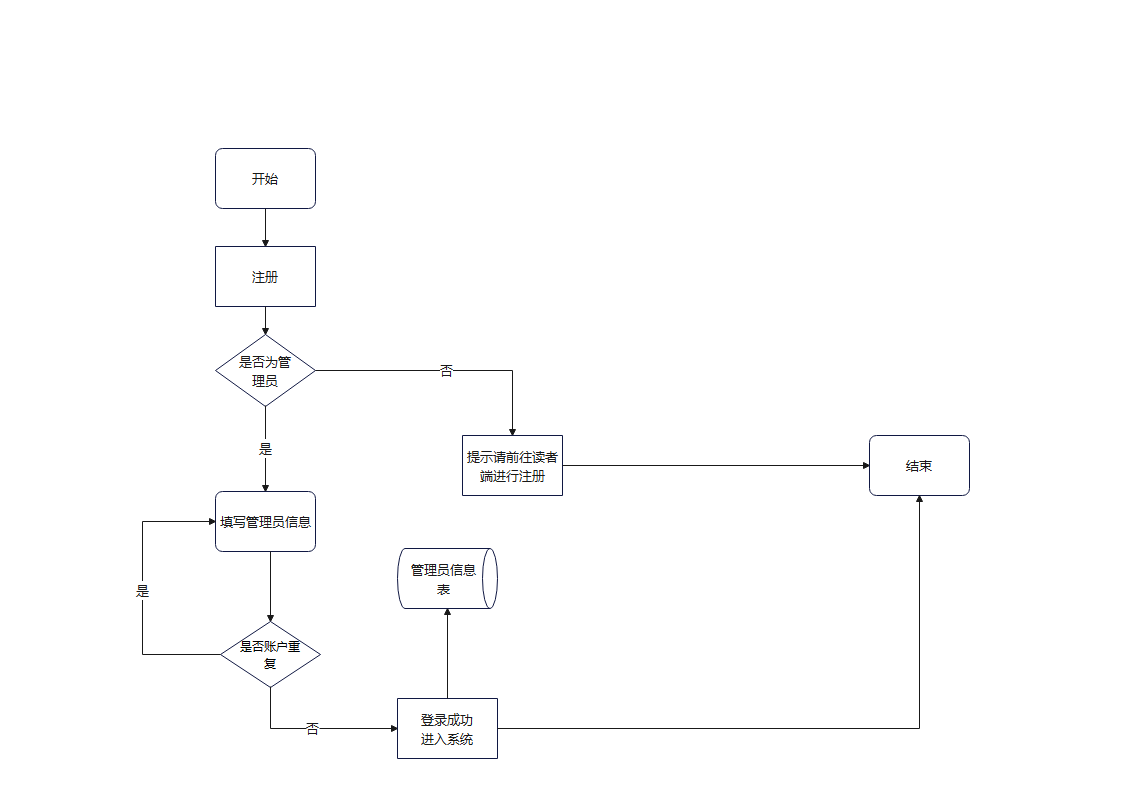 开始
注册
是否为管
理员
否
是
提示请前往读者
端进行注册
结束
填写管理员信息
管理员信息
表
是
是否账户重
复
否
登录成功
进入系统